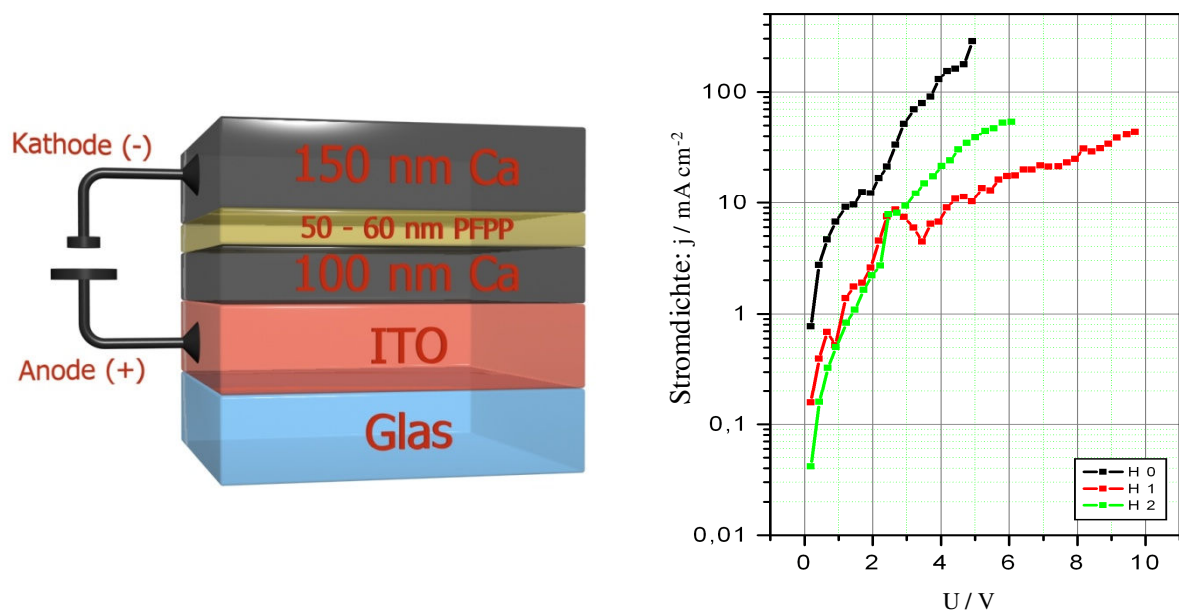 Kathode (-)
150 nm Ca
50 - 60 nm PFPP
100 nm Ca
ITO
Anode (+)
Glas
Stromdichte: j / mA cm-2
100
10
1
0,1
0,01
0 2 4 6 8 10
U / V
H 0
H 1
H 2